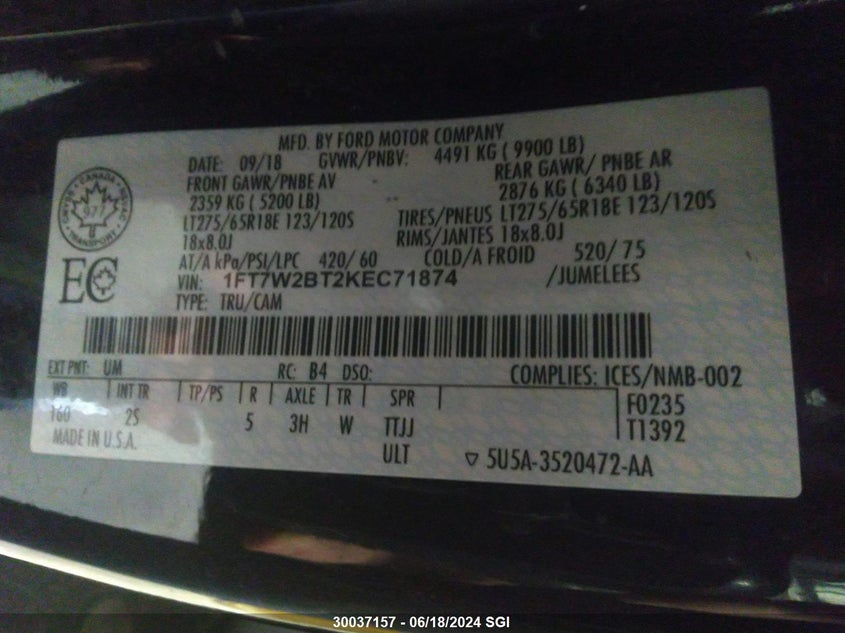 MFD. BY FORD MOTOR COMPANY
DATE: 09/18 GVWR/PNBV: 4491 KG ( 9900 LB)
FRONT GAWR/PNBE AV REAR GAWR/ PNBE AR
2359 KG ( 5200 LB) 2876 KG ( 6340 LB)
LT275/65R18E 123/120S TIRES/PNEUS LT275/65R18E 123/120S
18x8.0J RIMS/JANTES 18x8.0J
AT/A kPa/PSI/LPC 420/ 60 COLD/A FROID 520/ 75
VIN: 1FT7W2BT2KEC71874 /JUMELEES
TYPE: TRU/CAM
CANADA
TRANSPORT
EC
EXT PNT: UM RC: B4 DSO: COMPLIES: ICES/NMB-002
WB INT TR TP/PS R AXLE TR SPR F0235
160 2S 5 3H W TTJJ T1392
MADE IN U.S.A. ULT 5U5A-3520472-AA
30037157 - 06/18/2024 SGI